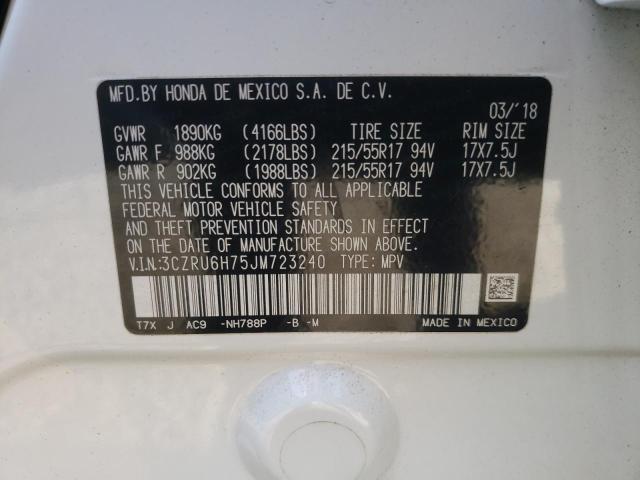 MFD.BY HONDA DE MEXICO S.A. DE C.V.
03/'18
GVWR 1890KG (4166LBS) TIRE SIZE RIM SIZE
GAWR F 988KG (2178LBS) 215/55R17 94V 17X7.5J
GAWR R 902KG (1988LBS) 215/55R17 94V 17X7.5J
THIS VEHICLE CONFORMS TO ALL APPLICABLE
FEDERAL MOTOR VEHICLE SAFETY
AND THEFT PREVENTION STANDARDS IN EFFECT
ON THE DATE OF MANUFACTURE SHOWN ABOVE.
V.I.N:3CZRU6H75JM723240 TYPE: MPV
T7X J AC9 -NH788P -B -M MADE IN MEXICO